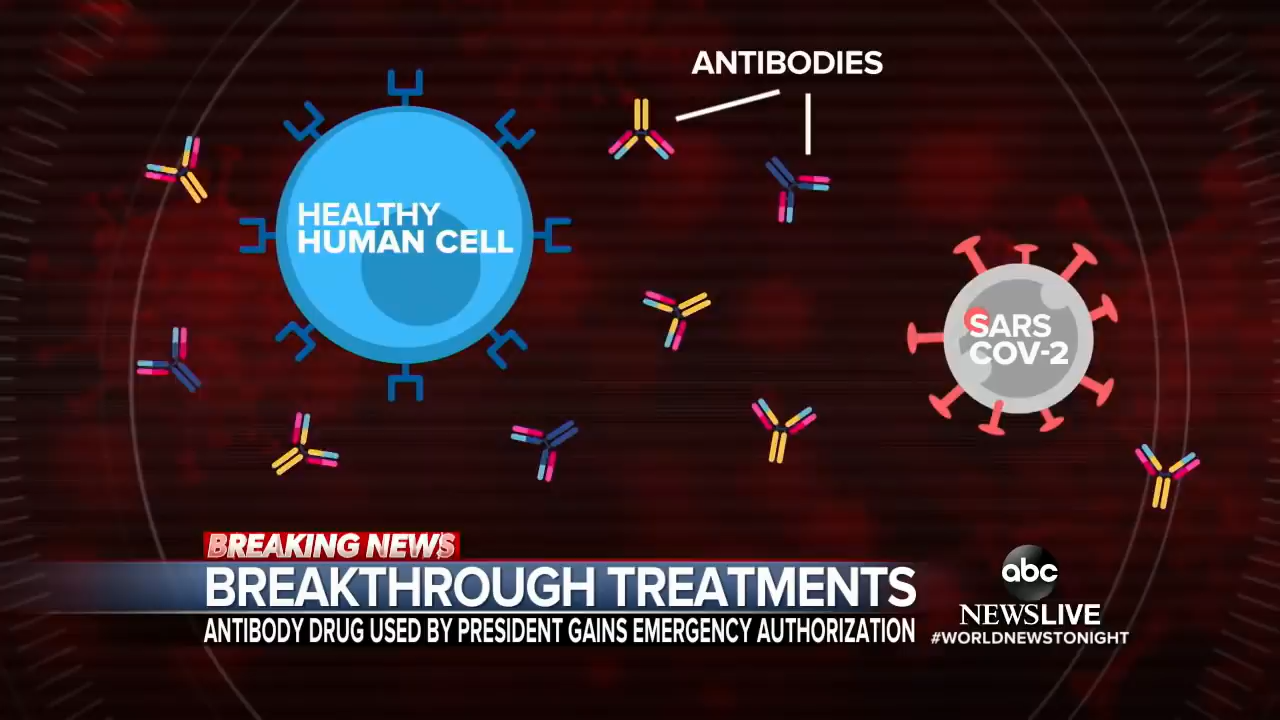 ANTIBODIES
HEALTHY
HUMAN CELL
SARS
COV-2
BREAKING NEWS
BREAKTHROUGH TREATMENTS
ANTIBODY DRUG USED BY PRESIDENT GAINS EMERGENCY AUTHORIZATION
abc
NEWSLIVE
#WORLDNEWSTONIGHT